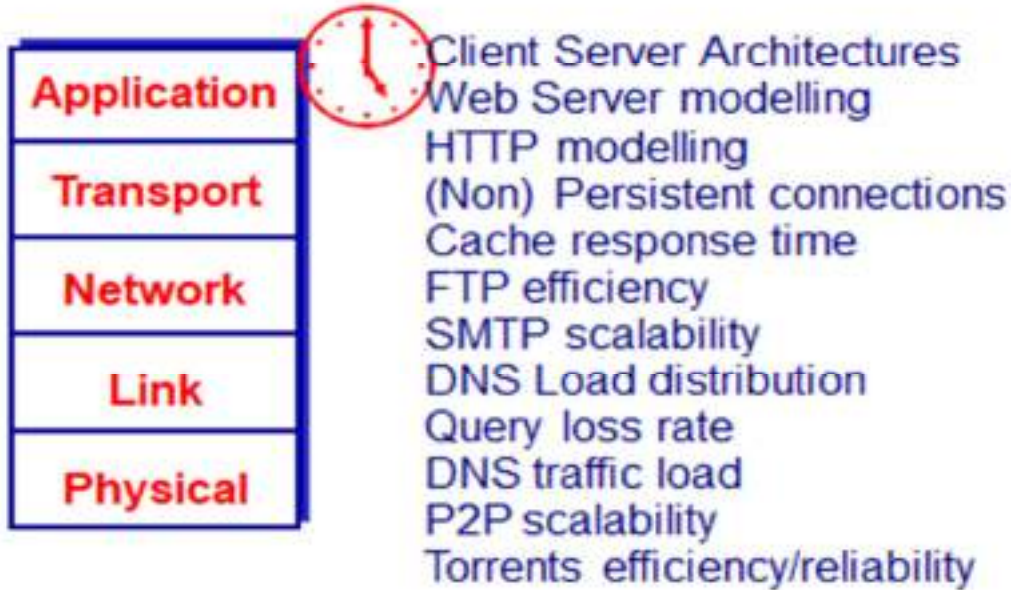 Application
Transport
Network
Link
Physical
Client Server Architectures
Web Server modelling
HTTP modelling
(Non) Persistent connections
Cache response time
FTP efficiency
SMTP scalability
DNS Load distribution
Query loss rate
DNS traffic load
P2P scalability
Torrents efficiency/reliability